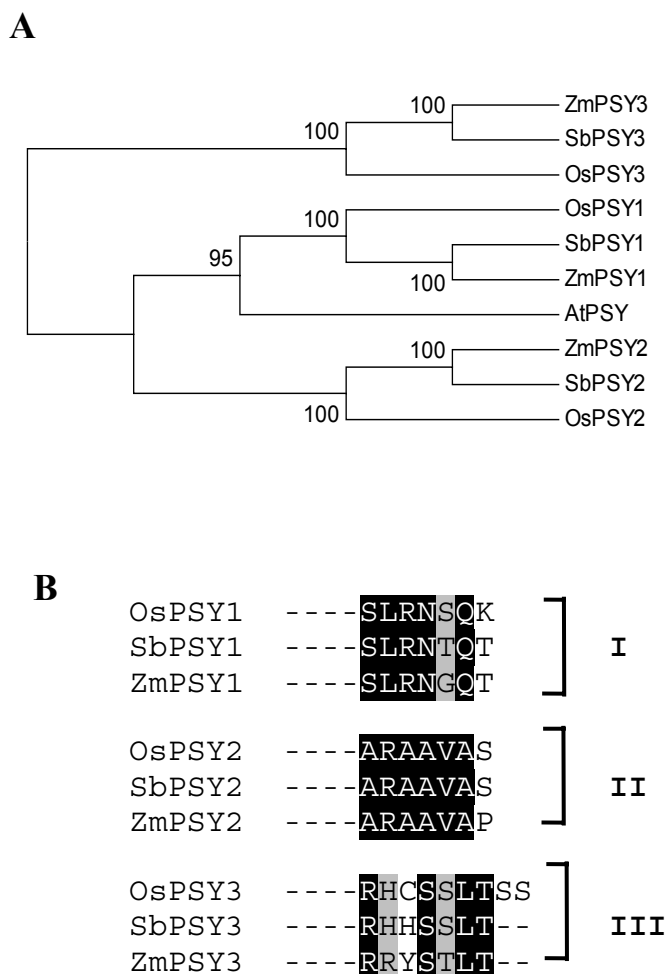 A
100 ZmPSY3
100 SbPSY3
OsPSY3
100 OsPSY1
95 SbPSY1
100 ZmPSY1
AtPSY
100 ZmPSY2
SbPSY2
100 OsPSY2
B
OsPSY1 ----SLRNSQK
SbPSY1 ----SLRNTQT I
ZmPSY1 ----SLRNGQT
OsPSY2 ----ARAAVAS
SbPSY2 ----ARAAVAS II
ZmPSY2 ----ARAAVAP
OsPSY3 ----RHCSSLTSS
SbPSY3 ----RHHSSLT-- III
ZmPSY3 ----RRYSTLT--